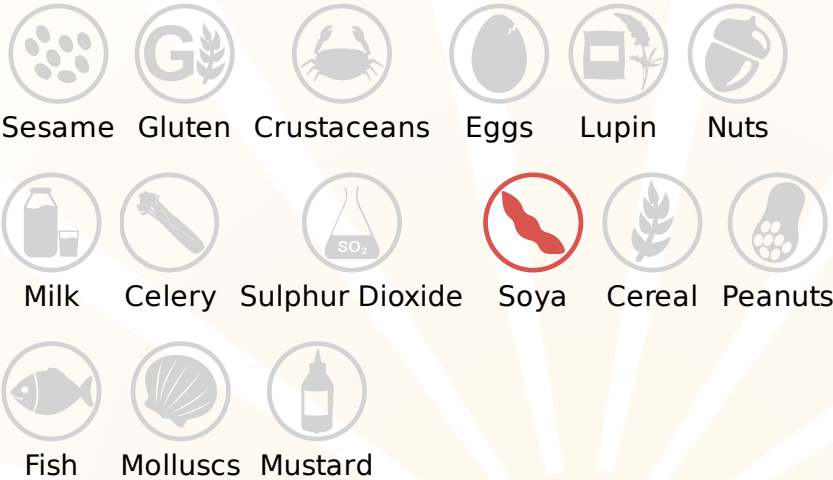 G
Sesame Gluten Crustaceans Eggs Lupin Nuts
SO₂
Milk Celery Sulphur Dioxide Soya Cereal Peanuts
Fish Molluscs Mustard